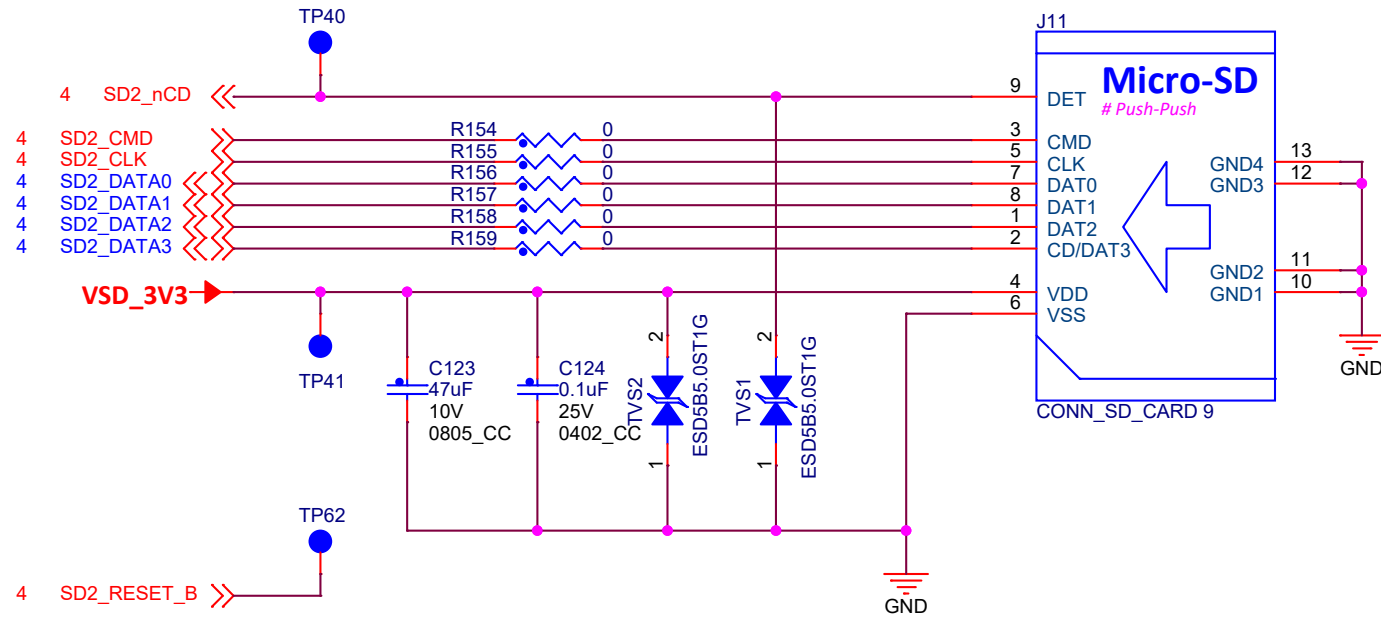 TP40
J11
4 SD2_nCD
9 DET
Micro-SD
# Push-Push
4 SD2_CMD R154 0 3 CMD
4 SD2_CLK R155 0 5 CLK
4 SD2_DATA0 R156 0 7 DAT0
4 SD2_DATA1 R157 0 8 DAT1
4 SD2_DATA2 R158 0 1 DAT2
4 SD2_DATA3 R159 0 2 CD/DAT3
GND4 13
GND3 12
GND2 11
GND1 10
VSD_3V3
4 VDD
6 VSS
TP41
C123
47uF
10V
0805_CC
C124
0.1uF
25V
0402_CC
2
TVS2
ESD5B5.0ST1G
1
2
TVS1
ESD5B5.0ST1G
1
GND
CONN_SD_CARD 9
TP62
4 SD2_RESET_B
GND